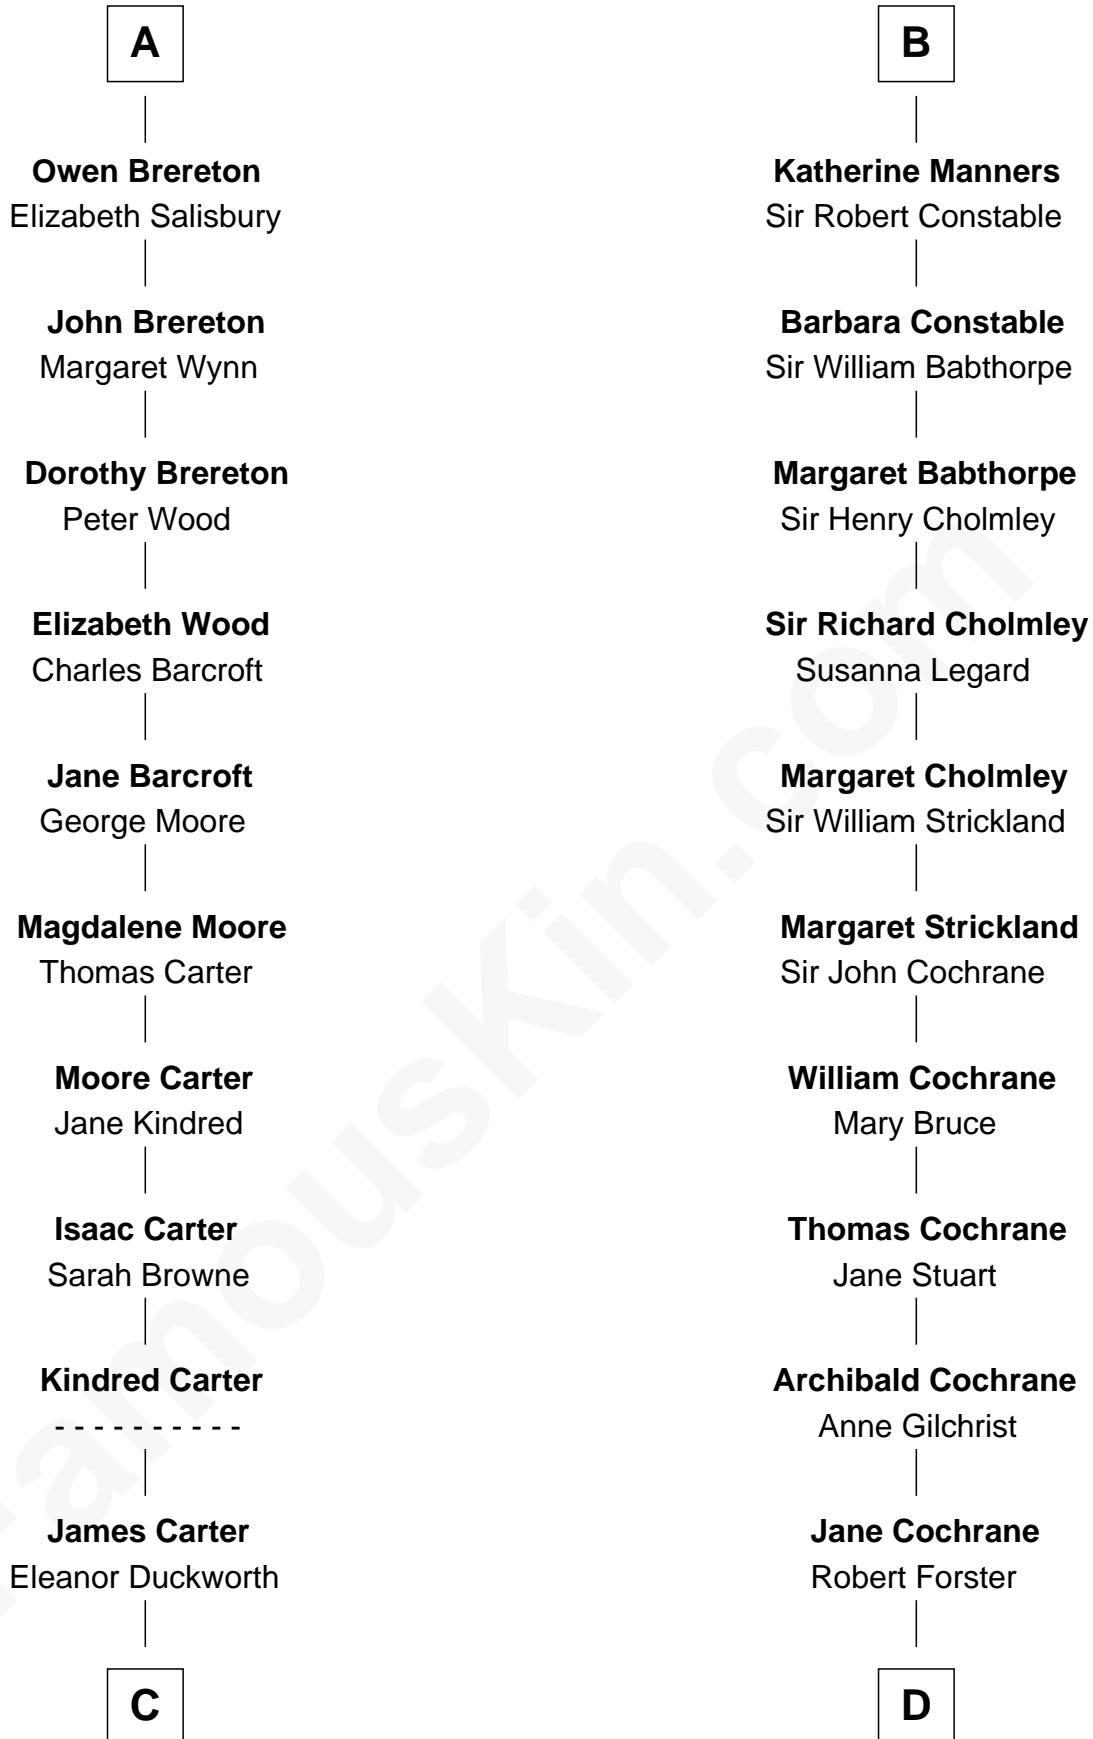 A
Owen Brereton
Elizabeth Salisbury
John Brereton
Margaret Wynn
Dorothy Brereton
Peter Wood
Elizabeth Wood
Charles Barcroft
Jane Barcroft
George Moore
Magdalene Moore
Thomas Carter
Moore Carter
Jane Kindred
Isaac Carter
Sarah Browne
Kindred Carter
- - - - - - - - - -
James Carter
Eleanor Duckworth
C
B
Katherine Manners
Sir Robert Constable
Barbara Constable
Sir William Babthorpe
Margaret Babthorpe
Sir Henry Cholmley
Sir Richard Cholmley
Susanna Legard
Margaret Cholmley
Sir William Strickland
Margaret Strickland
Sir John Cochrane
William Cochrane
Mary Bruce
Thomas Cochrane
Jane Stuart
Archibald Cochrane
Anne Gilchrist
Jane Cochrane
Robert Forster
D
FamousKin.com